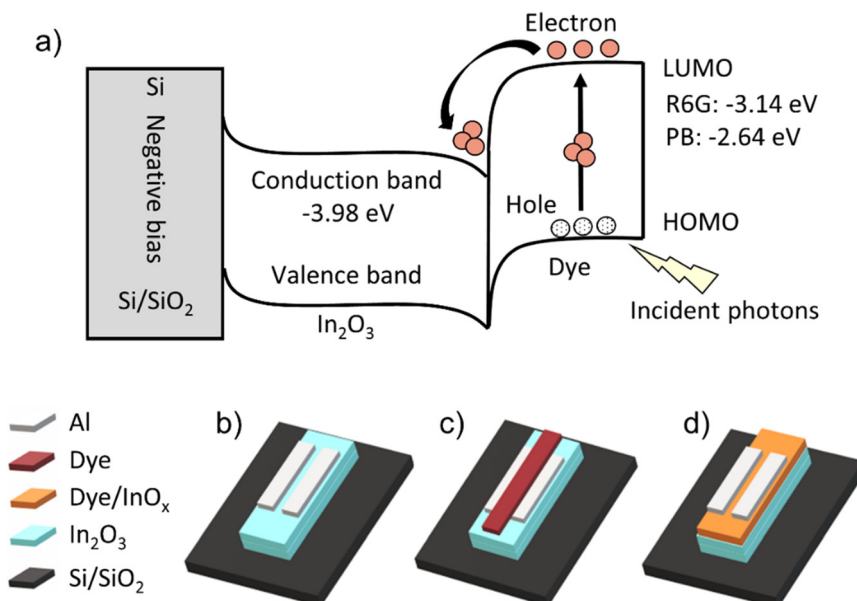 a)
Electron
Si
Negative bias
Si/SiO₂
Conduction band
-3.98 eV
Valence band
In₂O₃
LUMO
R6G: -3.14 eV
PB: -2.64 eV
Hole
HOMO
Dye
Incident photons
Al
Dye
Dye/InOₓ
In₂O₃
Si/SiO₂
b)
c)
d)